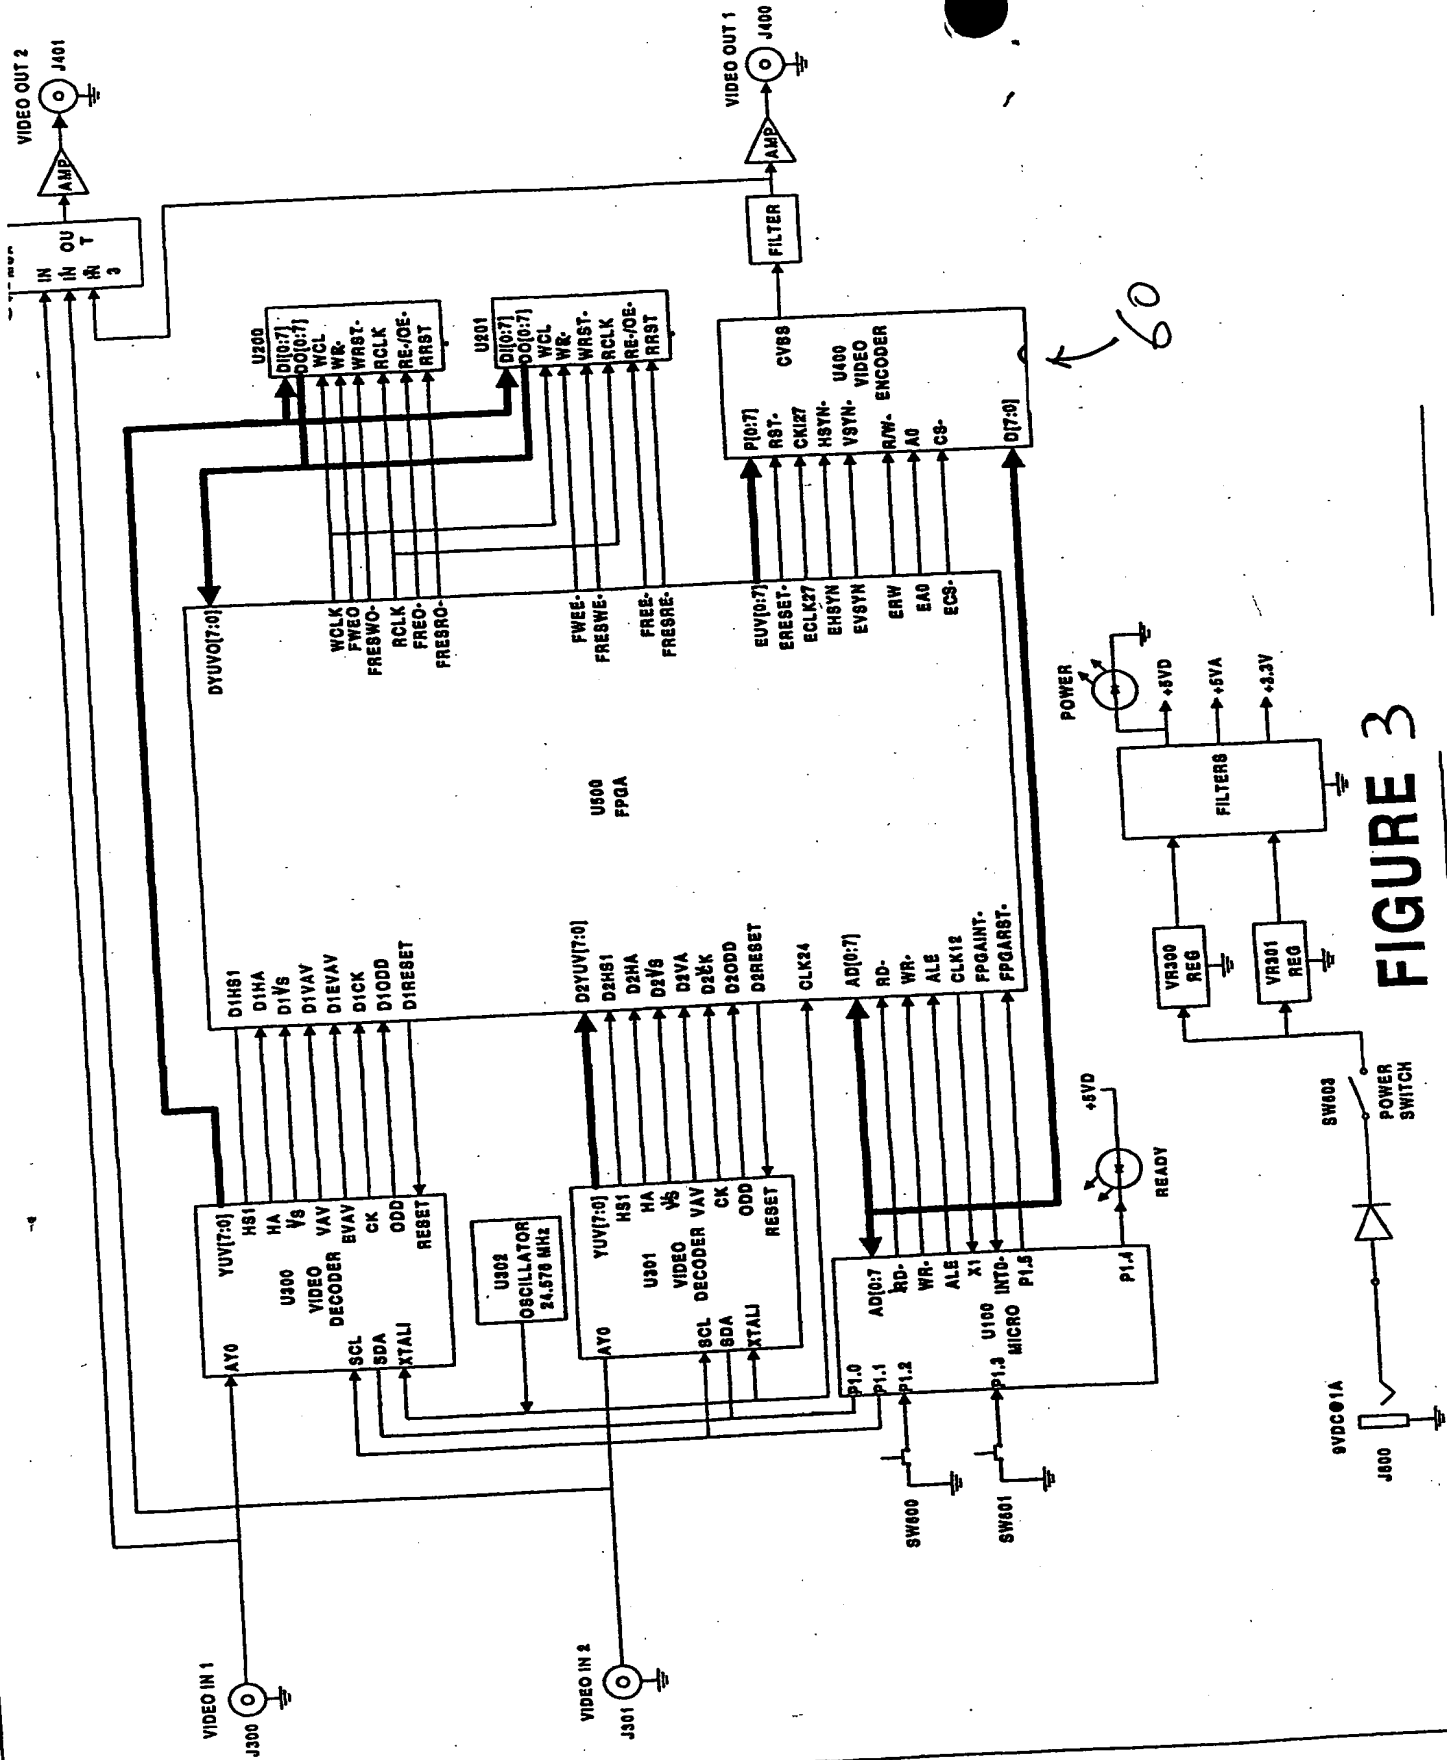 VIDEO IN 1
J300
VIDEO IN 2
J301
AY0
YUV[7:0]
HS1
HA
VS
VAV
EVAV
CK
ODD
RESET
U300
VIDEO
DECODER
SCL
SDA
XTALI
U302
OSCILLATOR
24.576 MHz
AY0
YUV[7:0]
HS1
HA
VS
VAV
CK
ODD
RESET
U301
VIDEO
DECODER
SCL
SDA
XTALI
P1.0
P1.1
P1.2
P1.3
AD[0:7
RD-
WR-
ALE
X1
INT0-
P1.5
P1.4
U100
MICRO
SW600
SW601
READY
+5VD
D1HS1
D1HA
D1VS
D1VAV
D1EVAV
D1CK
D1ODD
D1RESET
D2YUV[7:0]
D2HS1
D2HA
D2VS
D2VA
D2CK
D2ODD
D2RESET
CLK24
AD[0:7]
RD-
WR-
ALE
CLK12
FPGAINT-
FPGARST-
U500
FPGA
DYUVO[7:0]
WCLK
FWEO
FRESWO-
RCLK
FREO-
FRESRO-
FWEE-
FRESWE-
FREE-
FRESRE-
EUV[0:7]
ERESET-
ECLK27
EHSYN
EVSYN
ERW
EA0
ECS-
U200
DI[0:7]
DO[0:7]
WCL
WR-
WRST-
RCLK
RE-/OE-
RRST
U201
DI[0:7]
DO[0:7]
WCL
WR-
WRST-
RCLK
RE-/OE-
RRST
P[0:7]
RST-
CKI27
HSYN-
VSYN-
R/W-
A0
CS-
D[7:0]
CVBS
U400
VIDEO
ENCODER
60
FILTER
AMP
VIDEO OUT 1
J400
IN
IN
IN
3
OU
T
AMP
VIDEO OUT 2
J401
9VDC@1A
J600
SW603
POWER
SWITCH
VR300
REG
VR301
REG
FILTERS
POWER
+5VD
+5VA
+3.3V
FIGURE 3